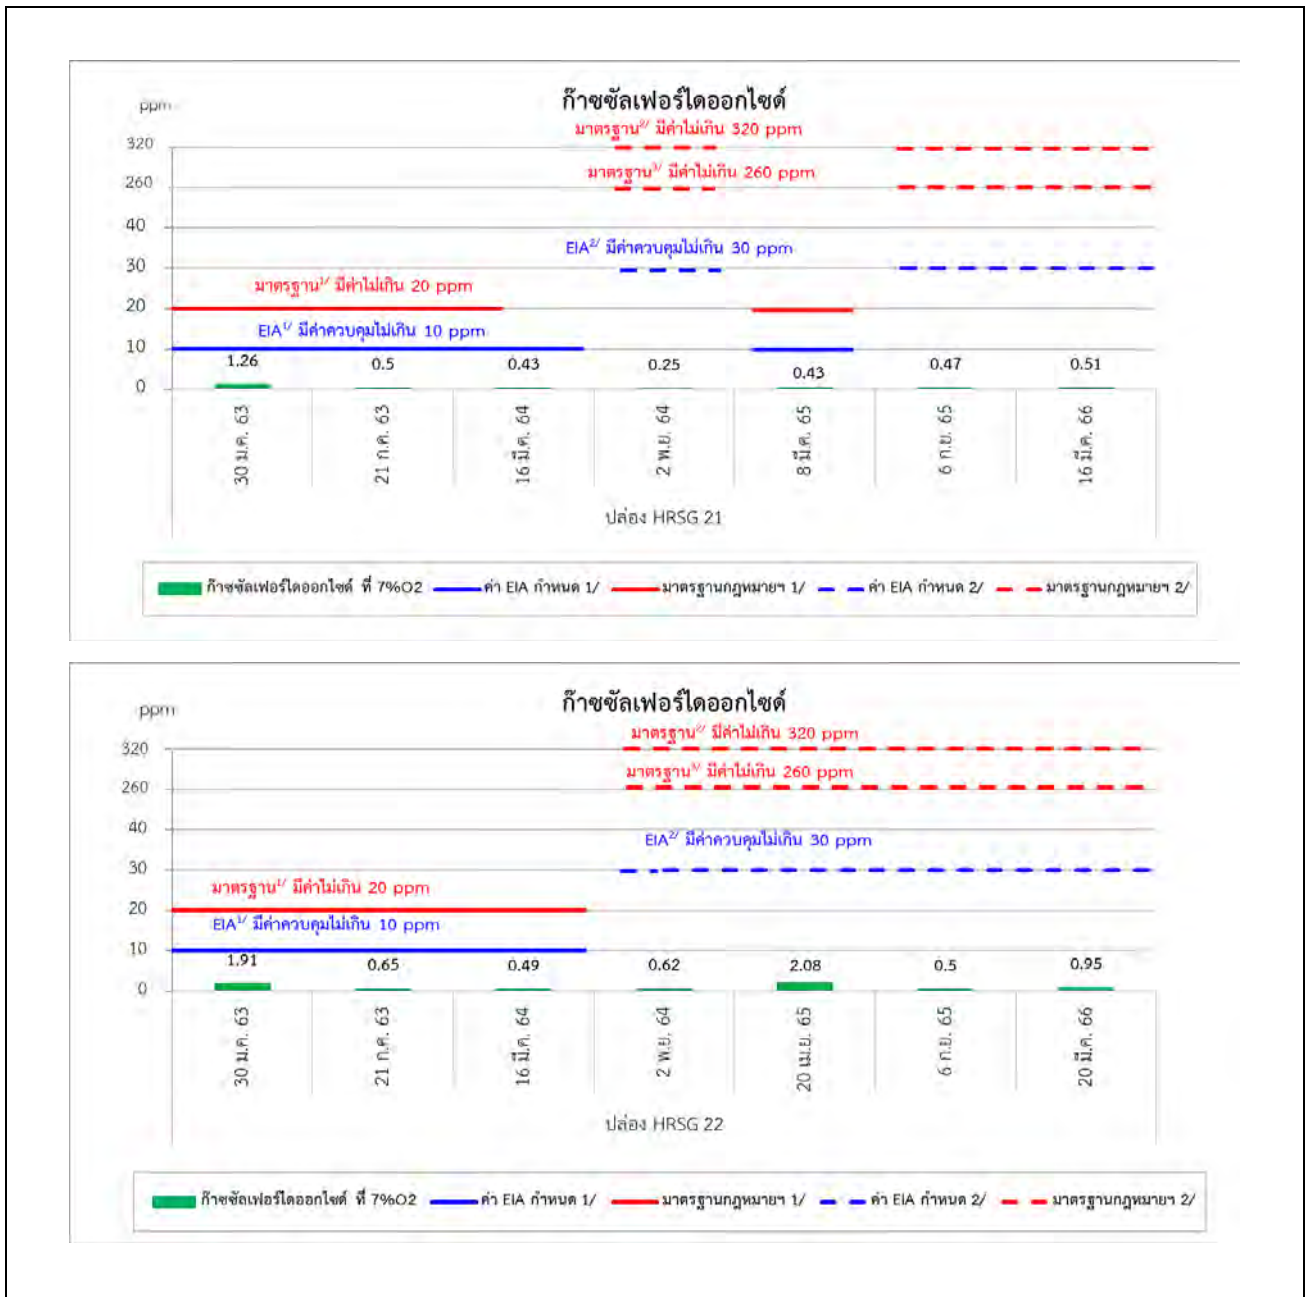 ก๊าซซัลเฟอร์ไดออกไซด์
ppm
มาตรฐาน2/ มีค่าไม่เกิน 320 ppm
320
มาตรฐาน3/ มีค่าไม่เกิน 260 ppm
260
40
EIA2/ มีค่าควบคุมไม่เกิน 30 ppm
30
มาตรฐาน1/ มีค่าไม่เกิน 20 ppm
20
EIA1/ มีค่าควบคุมไม่เกิน 10 ppm
10
1.26 0.5 0.43 0.25 0.43 0.47 0.51
0
30 ม.ค. 63 21 ก.ค. 63 16 มี.ค. 64 2 พ.ย. 64 8 มี.ค. 65 6 ก.ย. 65 16 มี.ค. 66
ปล่อง HRSG 21
ก๊าซซัลเฟอร์ไดออกไซด์ ที่ 7%O2 ค่า EIA กำหนด 1/ มาตรฐานกฎหมายฯ 1/ ค่า EIA กำหนด 2/ มาตรฐานกฎหมายฯ 2/
ก๊าซซัลเฟอร์ไดออกไซด์
ppm
มาตรฐาน2/ มีค่าไม่เกิน 320 ppm
320
มาตรฐาน3/ มีค่าไม่เกิน 260 ppm
260
40
EIA2/ มีค่าควบคุมไม่เกิน 30 ppm
30
มาตรฐาน1/ มีค่าไม่เกิน 20 ppm
20
EIA1/ มีค่าควบคุมไม่เกิน 10 ppm
10
1.91 0.65 0.49 0.62 2.08 0.5 0.95
0
30 ม.ค. 63 21 ก.ค. 63 16 มี.ค. 64 2 พ.ย. 64 20 เม.ย. 65 6 ก.ย. 65 20 มี.ค. 66
ปล่อง HRSG 22
ก๊าซซัลเฟอร์ไดออกไซด์ ที่ 7%O2 ค่า EIA กำหนด 1/ มาตรฐานกฎหมายฯ 1/ ค่า EIA กำหนด 2/ มาตรฐานกฎหมายฯ 2/